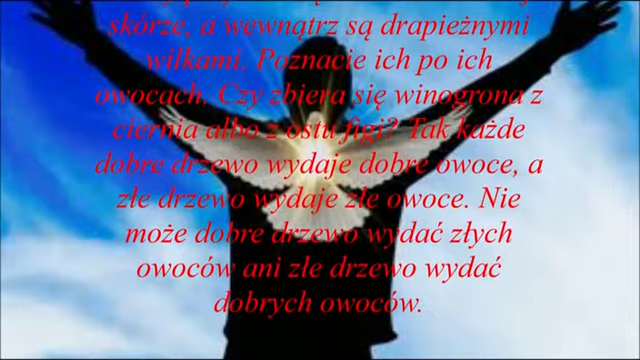 skórze, a wewnątrz są drapieżnymi
wilkami. Poznacie ich po ich
owocach. Czy zbiera się winogrona z
ciernia albo z ostu figi? Tak każde
dobre drzewo wydaje dobre owoce, a
złe drzewo wydaje złe owoce. Nie
może dobre drzewo wydać złych
owoców ani złe drzewo wydać
dobrych owoców.